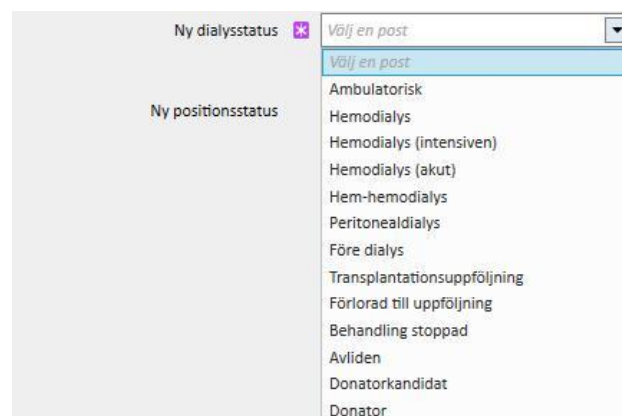 Ny dialysstatus Välj en post
Välj en post
Ambulatorisk
Ny positionsstatus Hemodialys
Hemodialys (intensiven)
Hemodialys (akut)
Hem-hemodialys
Peritonealdialys
Före dialys
Transplantationsuppföljning
Förlorad till uppföljning
Behandling stoppad
Avliden
Donatorkandidat
Donator